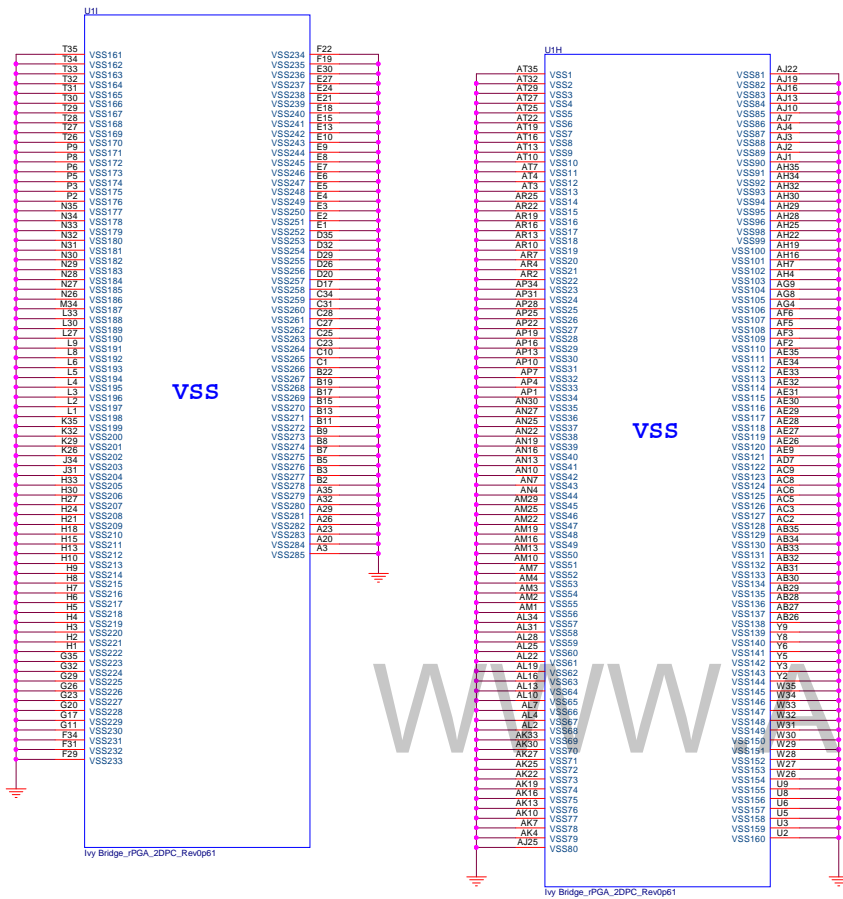 U1I
T35 VSS161
T34 VSS162
T33 VSS163
T32 VSS164
T31 VSS165
T30 VSS166
T29 VSS167
T28 VSS168
T27 VSS169
T26 VSS170
P9 VSS171
P8 VSS172
P6 VSS173
P5 VSS174
P3 VSS175
P2 VSS176
N35 VSS177
N34 VSS178
N33 VSS179
N32 VSS180
N31 VSS181
N30 VSS182
N29 VSS183
N28 VSS184
N27 VSS185
N26 VSS186
M34 VSS187
L33 VSS188
L30 VSS189
L27 VSS190
L9 VSS191
L8 VSS192
L6 VSS193
L5 VSS194
L4 VSS195
L3 VSS196
L2 VSS197
L1 VSS198
K35 VSS199
K32 VSS200
K29 VSS201
K26 VSS202
J34 VSS203
J31 VSS204
H33 VSS205
H30 VSS206
H27 VSS207
H24 VSS208
H21 VSS209
H18 VSS210
H15 VSS211
H13 VSS212
H10 VSS213
H9 VSS214
H8 VSS215
H7 VSS216
H6 VSS217
H5 VSS218
H4 VSS219
H3 VSS220
H2 VSS221
H1 VSS222
G35 VSS223
G32 VSS224
G29 VSS225
G26 VSS226
G23 VSS227
G20 VSS228
G17 VSS229
G11 VSS230
F34 VSS231
F31 VSS232
F29 VSS233
VSS
VSS234 F22
VSS235 F19
VSS236 E30
VSS237 E27
VSS238 E24
VSS239 E21
VSS240 E18
VSS241 E15
VSS242 E13
VSS243 E10
VSS244 E9
VSS245 E8
VSS246 E7
VSS247 E6
VSS248 E5
VSS249 E4
VSS250 E3
VSS251 E2
VSS252 E1
VSS253 D35
VSS254 D32
VSS255 D29
VSS256 D26
VSS257 D20
VSS258 D17
VSS259 C34
VSS260 C31
VSS261 C28
VSS262 C27
VSS263 C25
VSS264 C23
VSS265 C10
VSS266 C1
VSS267 B22
VSS268 B19
VSS269 B17
VSS270 B15
VSS271 B13
VSS272 B11
VSS273 B9
VSS274 B8
VSS275 B7
VSS276 B5
VSS277 B3
VSS278 B2
VSS279 A35
VSS280 A32
VSS281 A29
VSS282 A26
VSS283 A23
VSS284 A20
VSS285 A3
Ivy Bridge_rPGA_2DPC_Rev0p61
U1H
AT35 VSS1
AT32 VSS2
AT29 VSS3
AT27 VSS4
AT25 VSS5
AT22 VSS6
AT19 VSS7
AT16 VSS8
AT13 VSS9
AT10 VSS10
AT7 VSS11
AT4 VSS12
AT3 VSS13
AR25 VSS14
AR22 VSS15
AR19 VSS16
AR16 VSS17
AR13 VSS18
AR10 VSS19
AR7 VSS20
AR4 VSS21
AR2 VSS22
AP34 VSS23
AP31 VSS24
AP28 VSS25
AP25 VSS26
AP22 VSS27
AP19 VSS28
AP16 VSS29
AP13 VSS30
AP10 VSS31
AP7 VSS32
AP4 VSS33
AP1 VSS34
AN30 VSS35
AN27 VSS36
AN25 VSS37
AN22 VSS38
AN19 VSS39
AN16 VSS40
AN13 VSS41
AN10 VSS42
AN7 VSS43
AN4 VSS44
AM29 VSS45
AM25 VSS46
AM22 VSS47
AM19 VSS48
AM16 VSS49
AM13 VSS50
AM10 VSS51
AM7 VSS52
AM4 VSS53
AM3 VSS54
AM2 VSS55
AM1 VSS56
AL34 VSS57
AL31 VSS58
AL28 VSS59
AL25 VSS60
AL22 VSS61
AL19 VSS62
AL16 VSS63
AL13 VSS64
AL10 VSS65
AL7 VSS66
AL4 VSS67
AL2 VSS68
AK33 VSS69
AK30 VSS70
AK27 VSS71
AK25 VSS72
AK22 VSS73
AK19 VSS74
AK16 VSS75
AK13 VSS76
AK10 VSS77
AK7 VSS78
AK4 VSS79
AJ25 VSS80
VSS
VSS81 AJ22
VSS82 AJ19
VSS83 AJ16
VSS84 AJ13
VSS85 AJ10
VSS86 AJ7
VSS87 AJ4
VSS88 AJ3
VSS89 AJ2
VSS90 AJ1
VSS91 AH35
VSS92 AH34
VSS93 AH32
VSS94 AH30
VSS95 AH29
VSS96 AH28
VSS98 AH25
VSS99 AH22
VSS100 AH19
VSS101 AH16
VSS102 AH7
VSS103 AH4
VSS104 AG9
VSS105 AG8
VSS106 AG4
VSS107 AF6
VSS108 AF5
VSS109 AF3
VSS110 AF2
VSS111 AE35
VSS112 AE34
VSS113 AE33
VSS114 AE32
VSS115 AE31
VSS116 AE30
VSS117 AE29
VSS118 AE28
VSS119 AE27
VSS120 AE26
VSS121 AE9
VSS122 AD7
VSS123 AC9
VSS124 AC8
VSS125 AC6
VSS126 AC5
VSS127 AC3
VSS128 AC2
VSS129 AB35
VSS130 AB34
VSS131 AB33
VSS132 AB32
VSS133 AB31
VSS134 AB30
VSS135 AB29
VSS136 AB28
VSS137 AB27
VSS138 AB26
VSS139 Y9
VSS140 Y8
VSS141 Y6
VSS142 Y5
VSS143 Y3
VSS144 Y2
VSS145 W35
VSS146 W34
VSS147 W33
VSS148 W32
VSS149 W31
VSS150 W30
VSS151 W29
VSS152 W28
VSS153 W27
VSS154 W26
VSS155 U9
VSS156 U8
VSS157 U6
VSS158 U5
VSS159 U3
VSS160 U2
Ivy Bridge_rPGA_2DPC_Rev0p61
WWW.A